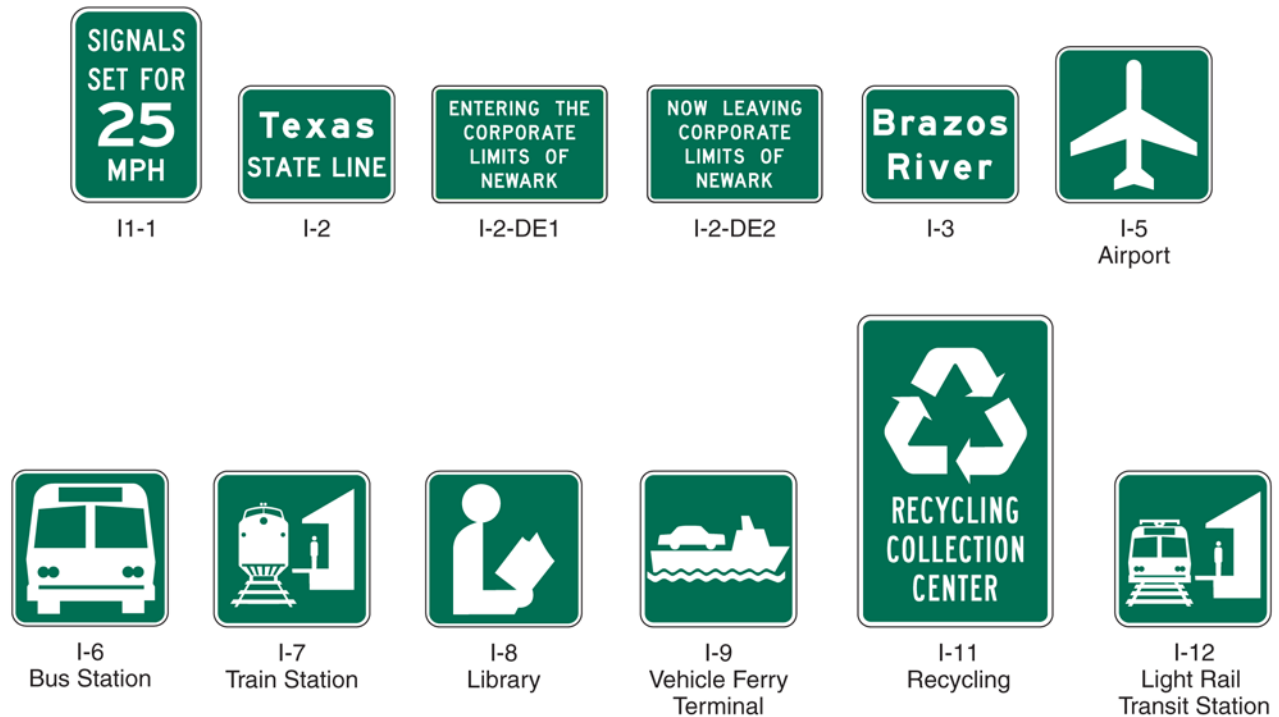 SIGNALS
SET FOR
25
MPH
I1-1
Texas
STATE LINE
I-2
ENTERING THE
CORPORATE
LIMITS OF
NEWARK
I-2-DE1
NOW LEAVING
CORPORATE
LIMITS OF
NEWARK
I-2-DE2
Brazos
River
I-3
I-5
Airport
I-6
Bus Station
I-7
Train Station
I-8
Library
I-9
Vehicle Ferry
Terminal
RECYCLING
COLLECTION
CENTER
I-11
Recycling
I-12
Light Rail
Transit Station